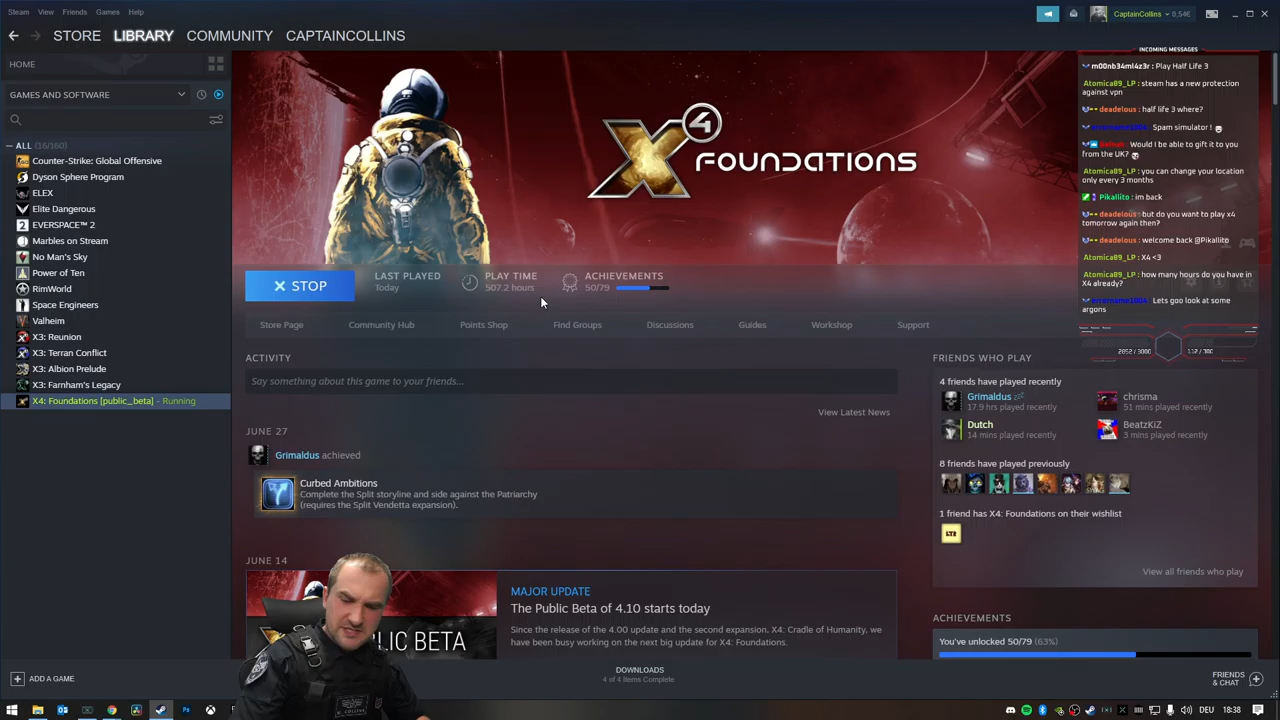 Steam View Friends Games Help
CaptainCollins 0,54€
STORE LIBRARY COMMUNITY CAPTAINCOLLINS
HOME
GAMES AND SOFTWARE
ALL (16/160)
Counter-Strike: Global Offensive
Dyson Sphere Program
ELEX
Elite Dangerous
EVERSPACE™ 2
Marbles on Stream
No Man's Sky
Power of Ten
RimWorld
Space Engineers
Valheim
X3: Reunion
X3: Terran Conflict
X3: Albion Prelude
X3: Farnham's Legacy
X4: Foundations [public_beta] - Running
X4 FOUNDATIONS
STOP
LAST PLAYED
Today
PLAY TIME
507.2 hours
ACHIEVEMENTS
50/79
Store Page Community Hub Points Shop Find Groups Discussions Guides Workshop Support
ACTIVITY
Say something about this game to your friends...
View Latest News
JUNE 27
Grimaldus achieved
Curbed Ambitions
Complete the Split storyline and side against the Patriarchy
(requires the Split Vendetta expansion).
JUNE 14
PUBLIC BETA
MAJOR UPDATE
The Public Beta of 4.10 starts today
Since the release of the 4.00 update and the second expansion, X4: Cradle of Humanity, we
have been busy working on the next big update for X4: Foundations.
INCOMING MESSAGES
m00nb34ml4z3r : Play Half Life 3
Atomica89_LP : steam has a new protection
against vpn
deadelous : half life 3 where?
Spam simulator !
Would I be able to gift it to you
from the UK?
Atomica89_LP : you can change your location
only every 3 months
Pikallito : im back
deadelous : but do you want to play x4
tomorrow again then?
deadelous : welcome back @Pikallito
Atomica89_LP : X4 <3
Atomica89_LP : how many hours do you have in
X4 already?
Lets goo look at some
argons
2852 / 3000
FRIENDS WHO PLAY
4 friends have played recently
Grimaldus
17.9 hrs played recently
chrisma
51 mins played recently
Dutch
14 mins played recently
BeatzKiZ
3 mins played recently
8 friends have played previously
1 friend has X4: Foundations on their wishlist
View all friends who play
ACHIEVEMENTS
You've unlocked 50/79 (63%)
ADD A GAME
DOWNLOADS
4 of 4 Items Complete
FRIENDS
& CHAT
DEU 18:38